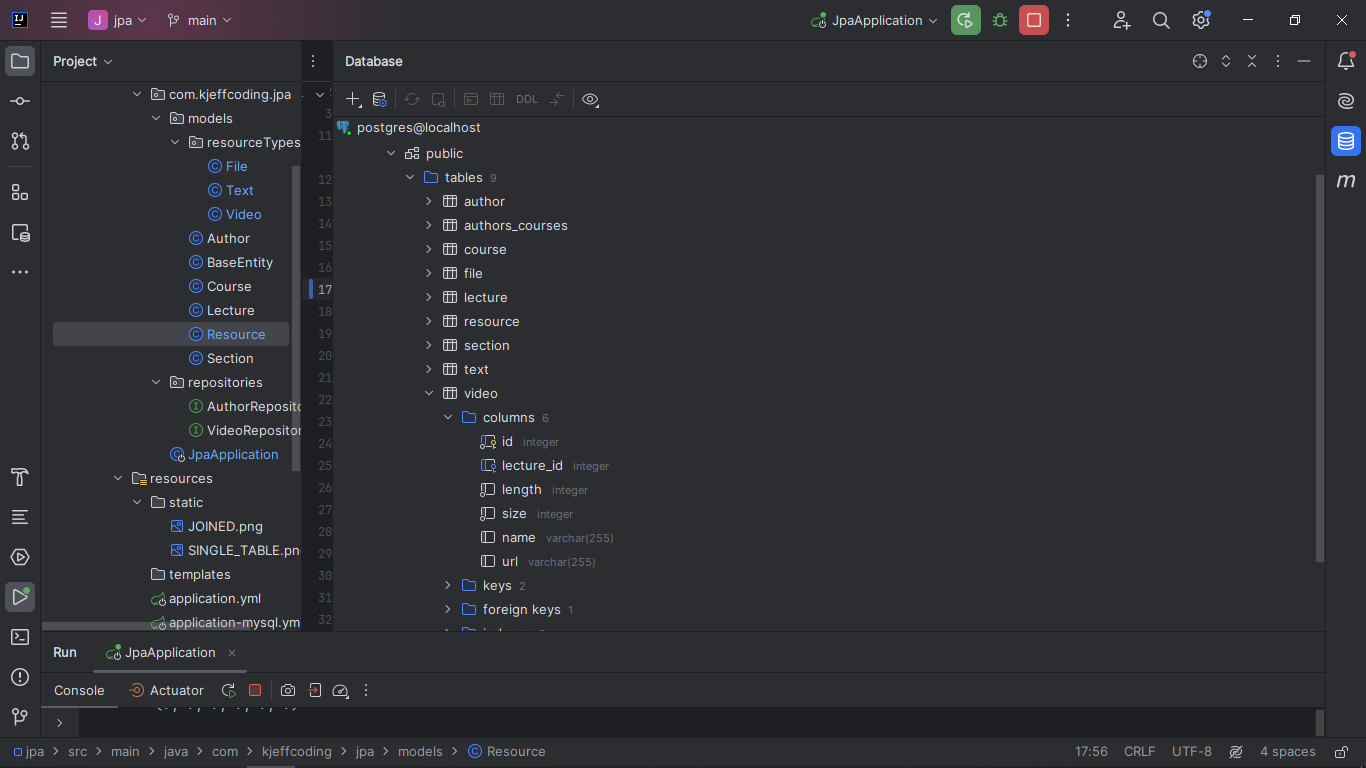 J jpa main JpaApplication
Project
com.kjeffcoding.jpa
models
resourceTypes
File
Text
Video
Author
BaseEntity
Course
Lecture
Resource
Section
repositories
AuthorReposito
VideoRepositor
JpaApplication
resources
static
JOINED.png
SINGLE_TABLE.pn
templates
application.yml
application-mysql.ym
3
11
12
13
14
15
16
17
18
19
20
21
22
23
24
25
26
27
28
29
30
31
32
Database
DDL
postgres@localhost
public
tables 9
author
authors_courses
course
file
lecture
resource
section
text
video
columns 6
id integer
lecture_id integer
length integer
size integer
name varchar(255)
url varchar(255)
keys 2
foreign keys 1
m
Run JpaApplication
Console Actuator
jpa > src > main > java > com > kjeffcoding > jpa > models > Resource 17:56 CRLF UTF-8 4 spaces